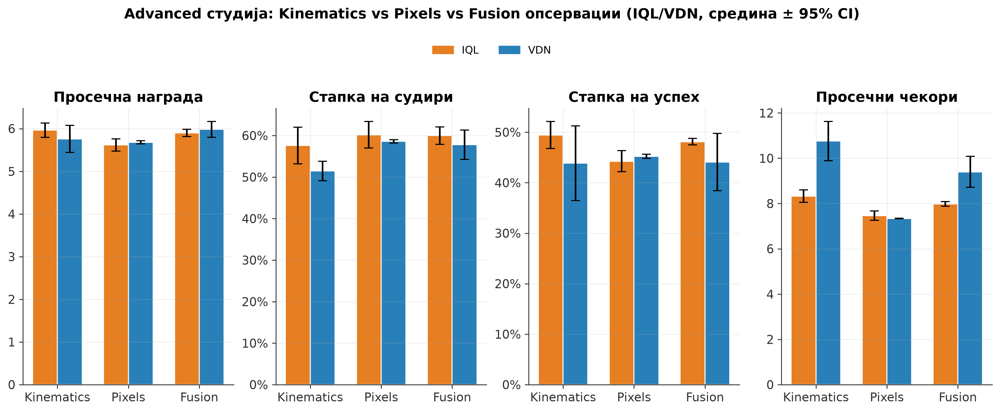 Advanced студија: Kinematics vs Pixels vs Fusion опсервации (IQL/VDN, средина ± 95% CI)
IQL VDN
Просечна награда
6
5
4
3
2
1
0
Kinematics Pixels Fusion
Стапка на судири
60%
50%
40%
30%
20%
10%
0%
Kinematics Pixels Fusion
Стапка на успех
50%
40%
30%
20%
10%
0%
Kinematics Pixels Fusion
Просечни чекори
12
10
8
6
4
2
0
Kinematics Pixels Fusion